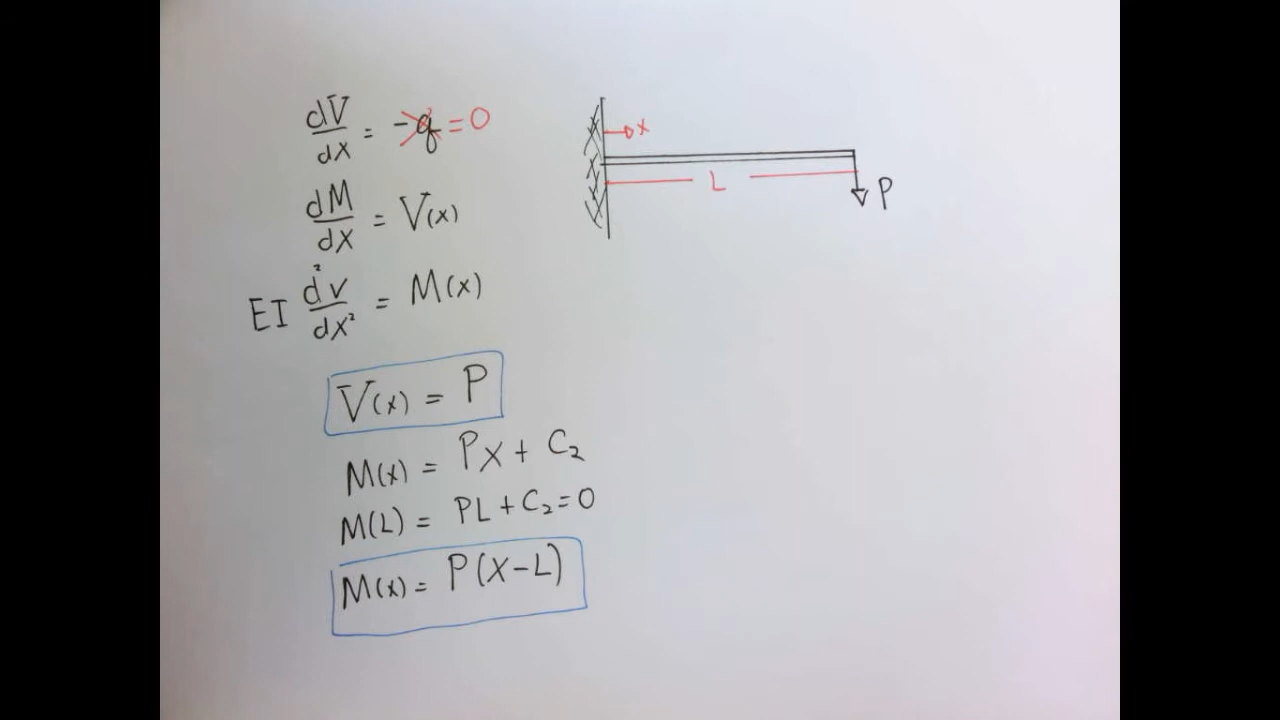 dV/dx = -q = 0
dM/dx = V(x)
EI d²v/dx² = M(x)
V(x) = P
M(x) = Px + C₂
M(L) = PL + C₂ = 0
M(x) = P(x-L)
x
L
P